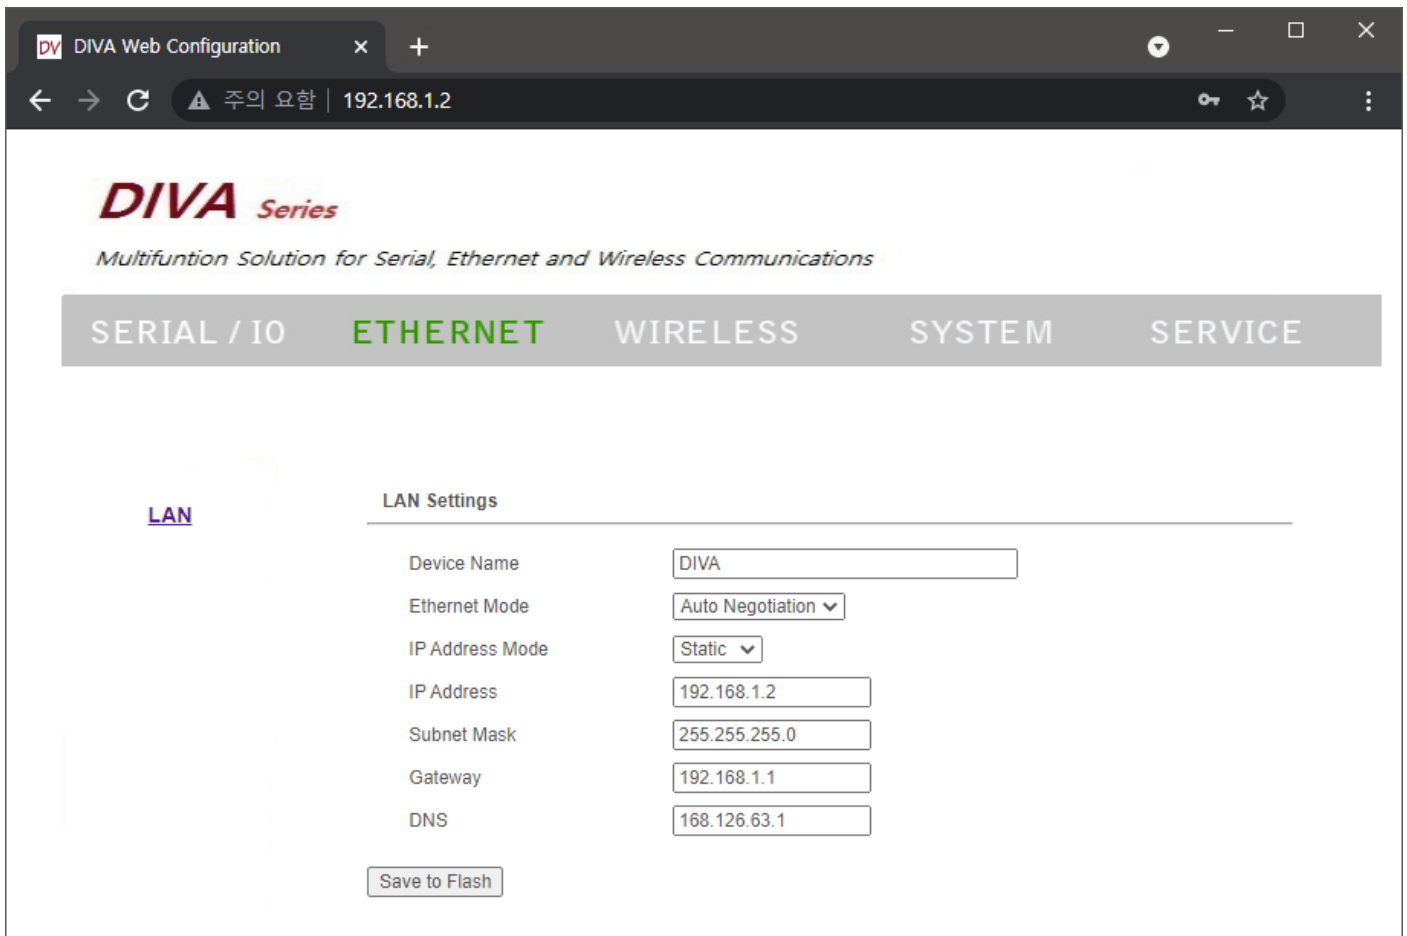 DV DIVA Web Configuration
주의 요함 192.168.1.2
DIVA Series
Multifuntion Solution for Serial, Ethernet and Wireless Communications
SERIAL / IO ETHERNET WIRELESS SYSTEM SERVICE
LAN
LAN Settings
Device Name DIVA
Ethernet Mode Auto Negotiation
IP Address Mode Static
IP Address 192.168.1.2
Subnet Mask 255.255.255.0
Gateway 192.168.1.1
DNS 168.126.63.1
Save to Flash